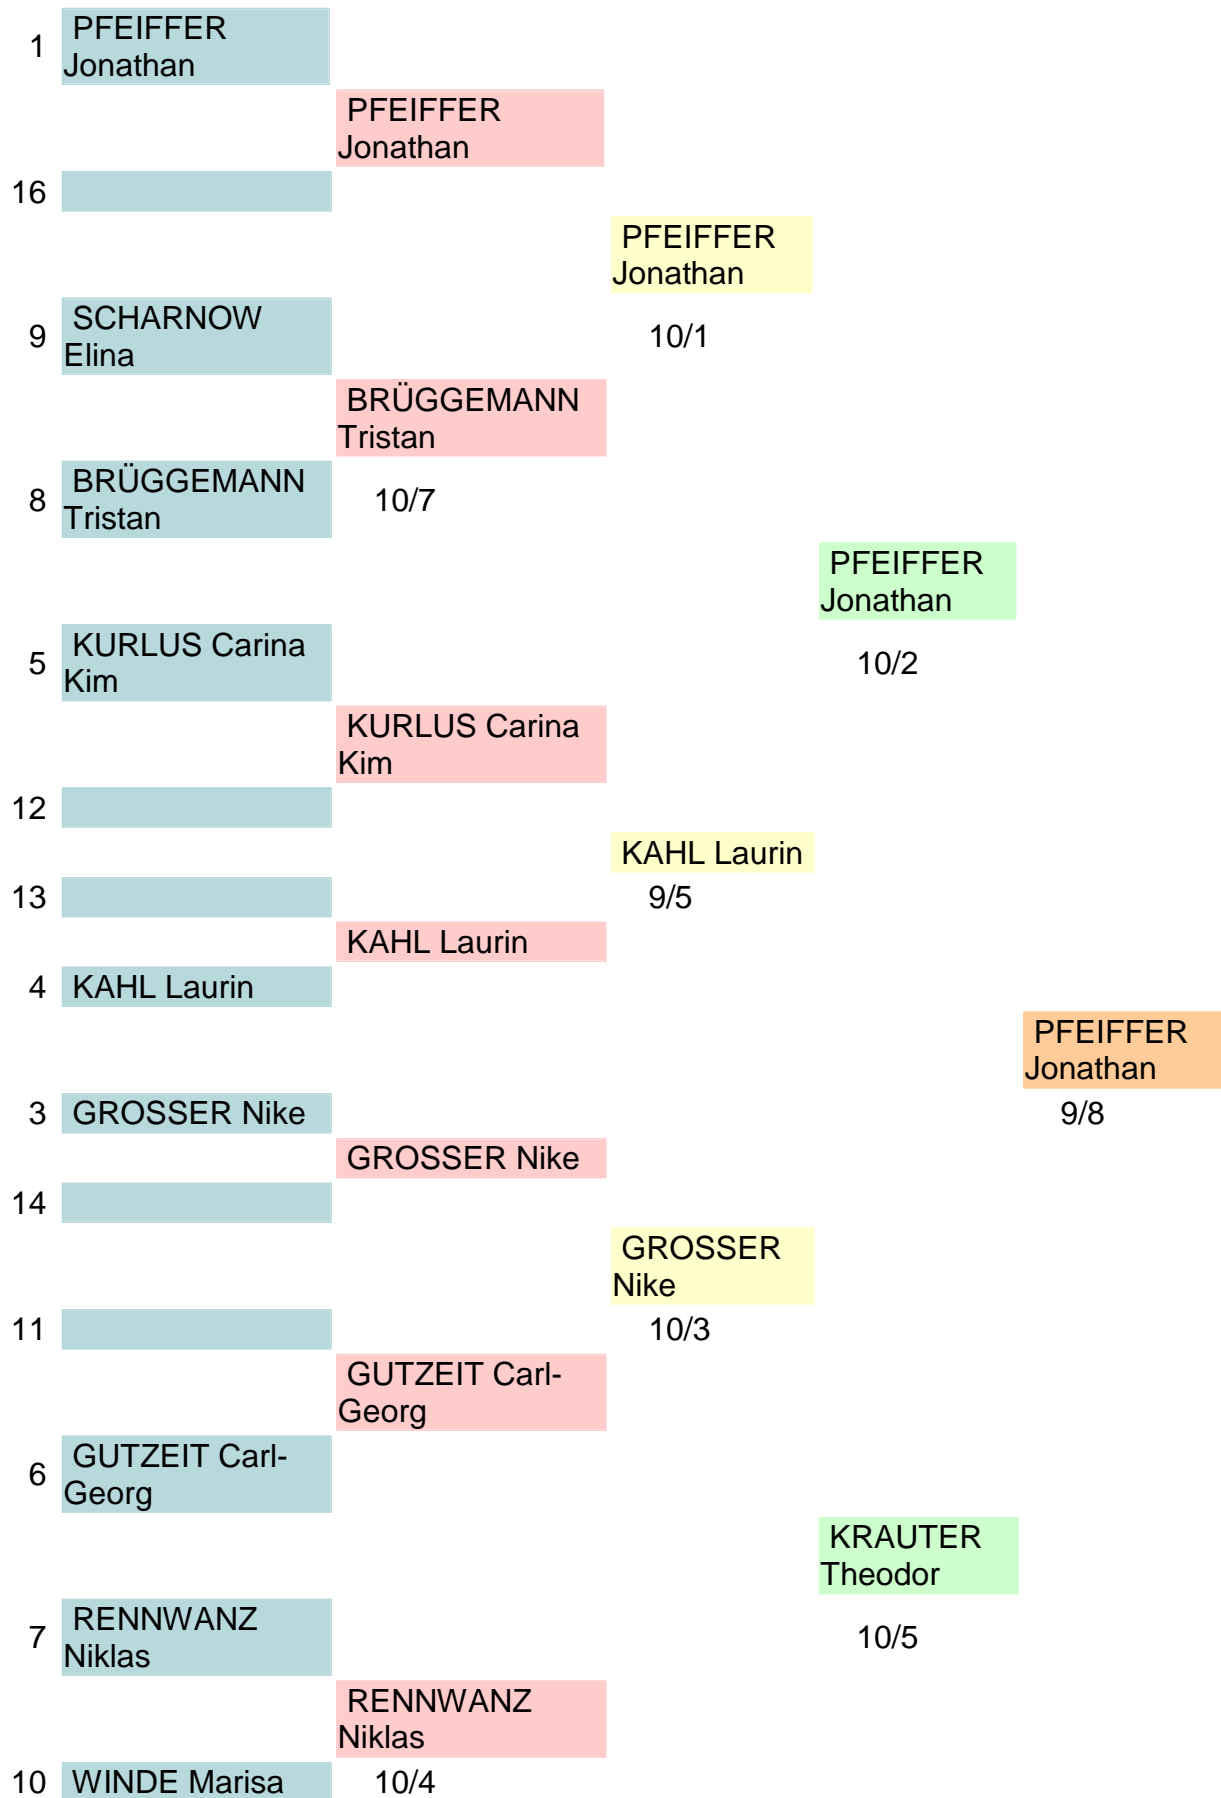 1
PFEIFFER
Jonathan
PFEIFFER
Jonathan
16
PFEIFFER
Jonathan
9
SCHARNOW
Elina
10/1
BRÜGGEMANN
Tristan
8
BRÜGGEMANN
Tristan
10/7
PFEIFFER
Jonathan
5
KURLUS Carina
Kim
10/2
KURLUS Carina
Kim
12
KAHL Laurin
13
9/5
KAHL Laurin
4
KAHL Laurin
PFEIFFER
Jonathan
3
GROSSER Nike
9/8
GROSSER Nike
14
GROSSER
Nike
11
10/3
GUTZEIT Carl-
Georg
6
GUTZEIT Carl-
Georg
KRAUTER
Theodor
7
RENNWANZ
Niklas
10/5
RENNWANZ
Niklas
10
WINDE Marisa
10/4